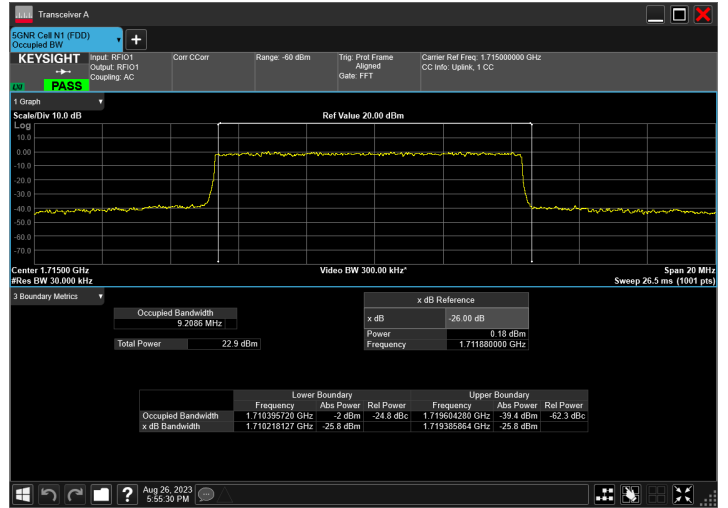 Transceiver A
5GNR Cell N1 (FDD)
Occupied BW
KEYSIGHT
PASS
Input: RFIO1
Output: RFIO1
Coupling: AC
Corr CCorr
Range: -60 dBm
Trig: Prot Frame
Aligned
Gate: FFT
Carrier Ref Freq: 1.715000000 GHz
CC Info: Uplink, 1 CC
1 Graph
Scale/Div 10.0 dB
Ref Value 20.00 dBm
Log
10.0
0.00
-10.0
-20.0
-30.0
-40.0
-50.0
-60.0
-70.0
Center 1.71500 GHz
Video BW 300.00 kHz*
Span 20 MHz
#Res BW 30.000 kHz
Sweep 26.5 ms (1001 pts)
3 Boundary Metrics
Occupied Bandwidth
9.2086 MHz
Total Power 22.9 dBm
x dB Reference
x dB -26.00 dB
Power 0.18 dBm
Frequency 1.711880000 GHz
Lower Boundary Upper Boundary
Frequency Abs Power Rel Power Frequency Abs Power Rel Power
Occupied Bandwidth 1.710395720 GHz -2 dBm -24.8 dBc 1.719604280 GHz -39.4 dBm -62.3 dBc
x dB Bandwidth 1.710218127 GHz -25.8 dBm 1.719385864 GHz -25.8 dBm
?
Aug 26, 2023
5:55:30 PM